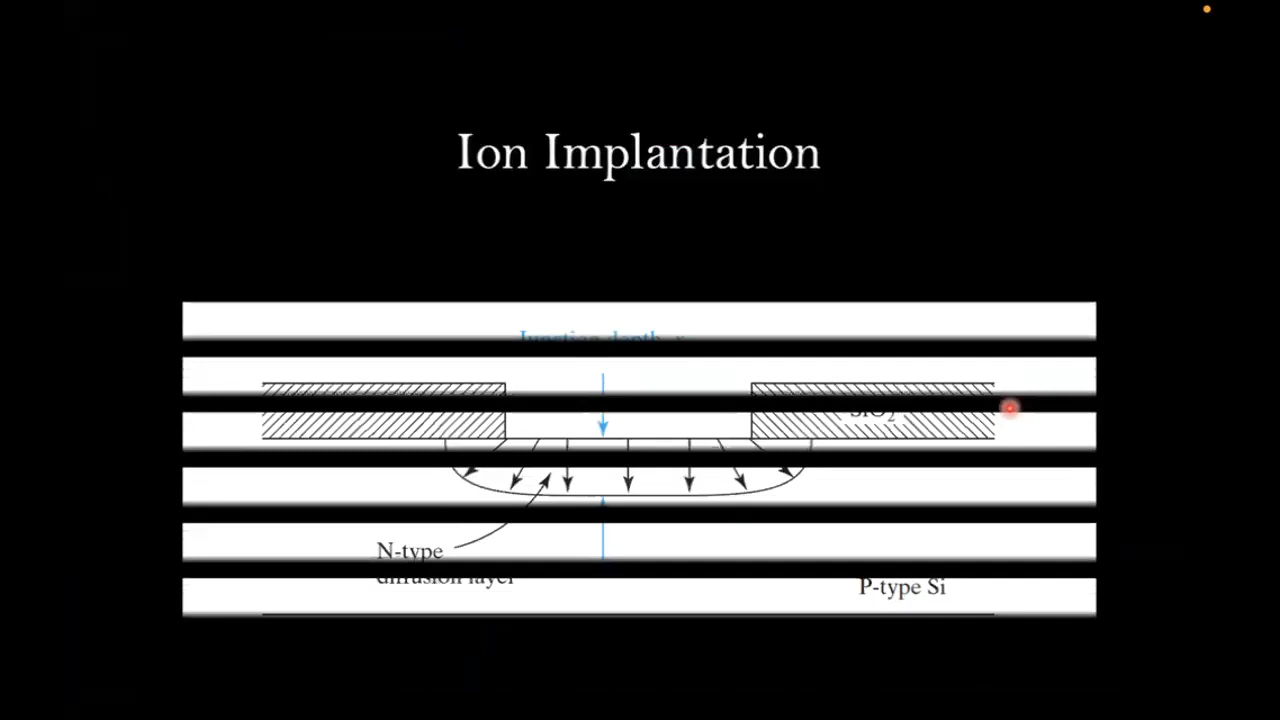 Ion Implantation
Junction depth, x
SiO2
N-type
diffusion layer
P-type Si